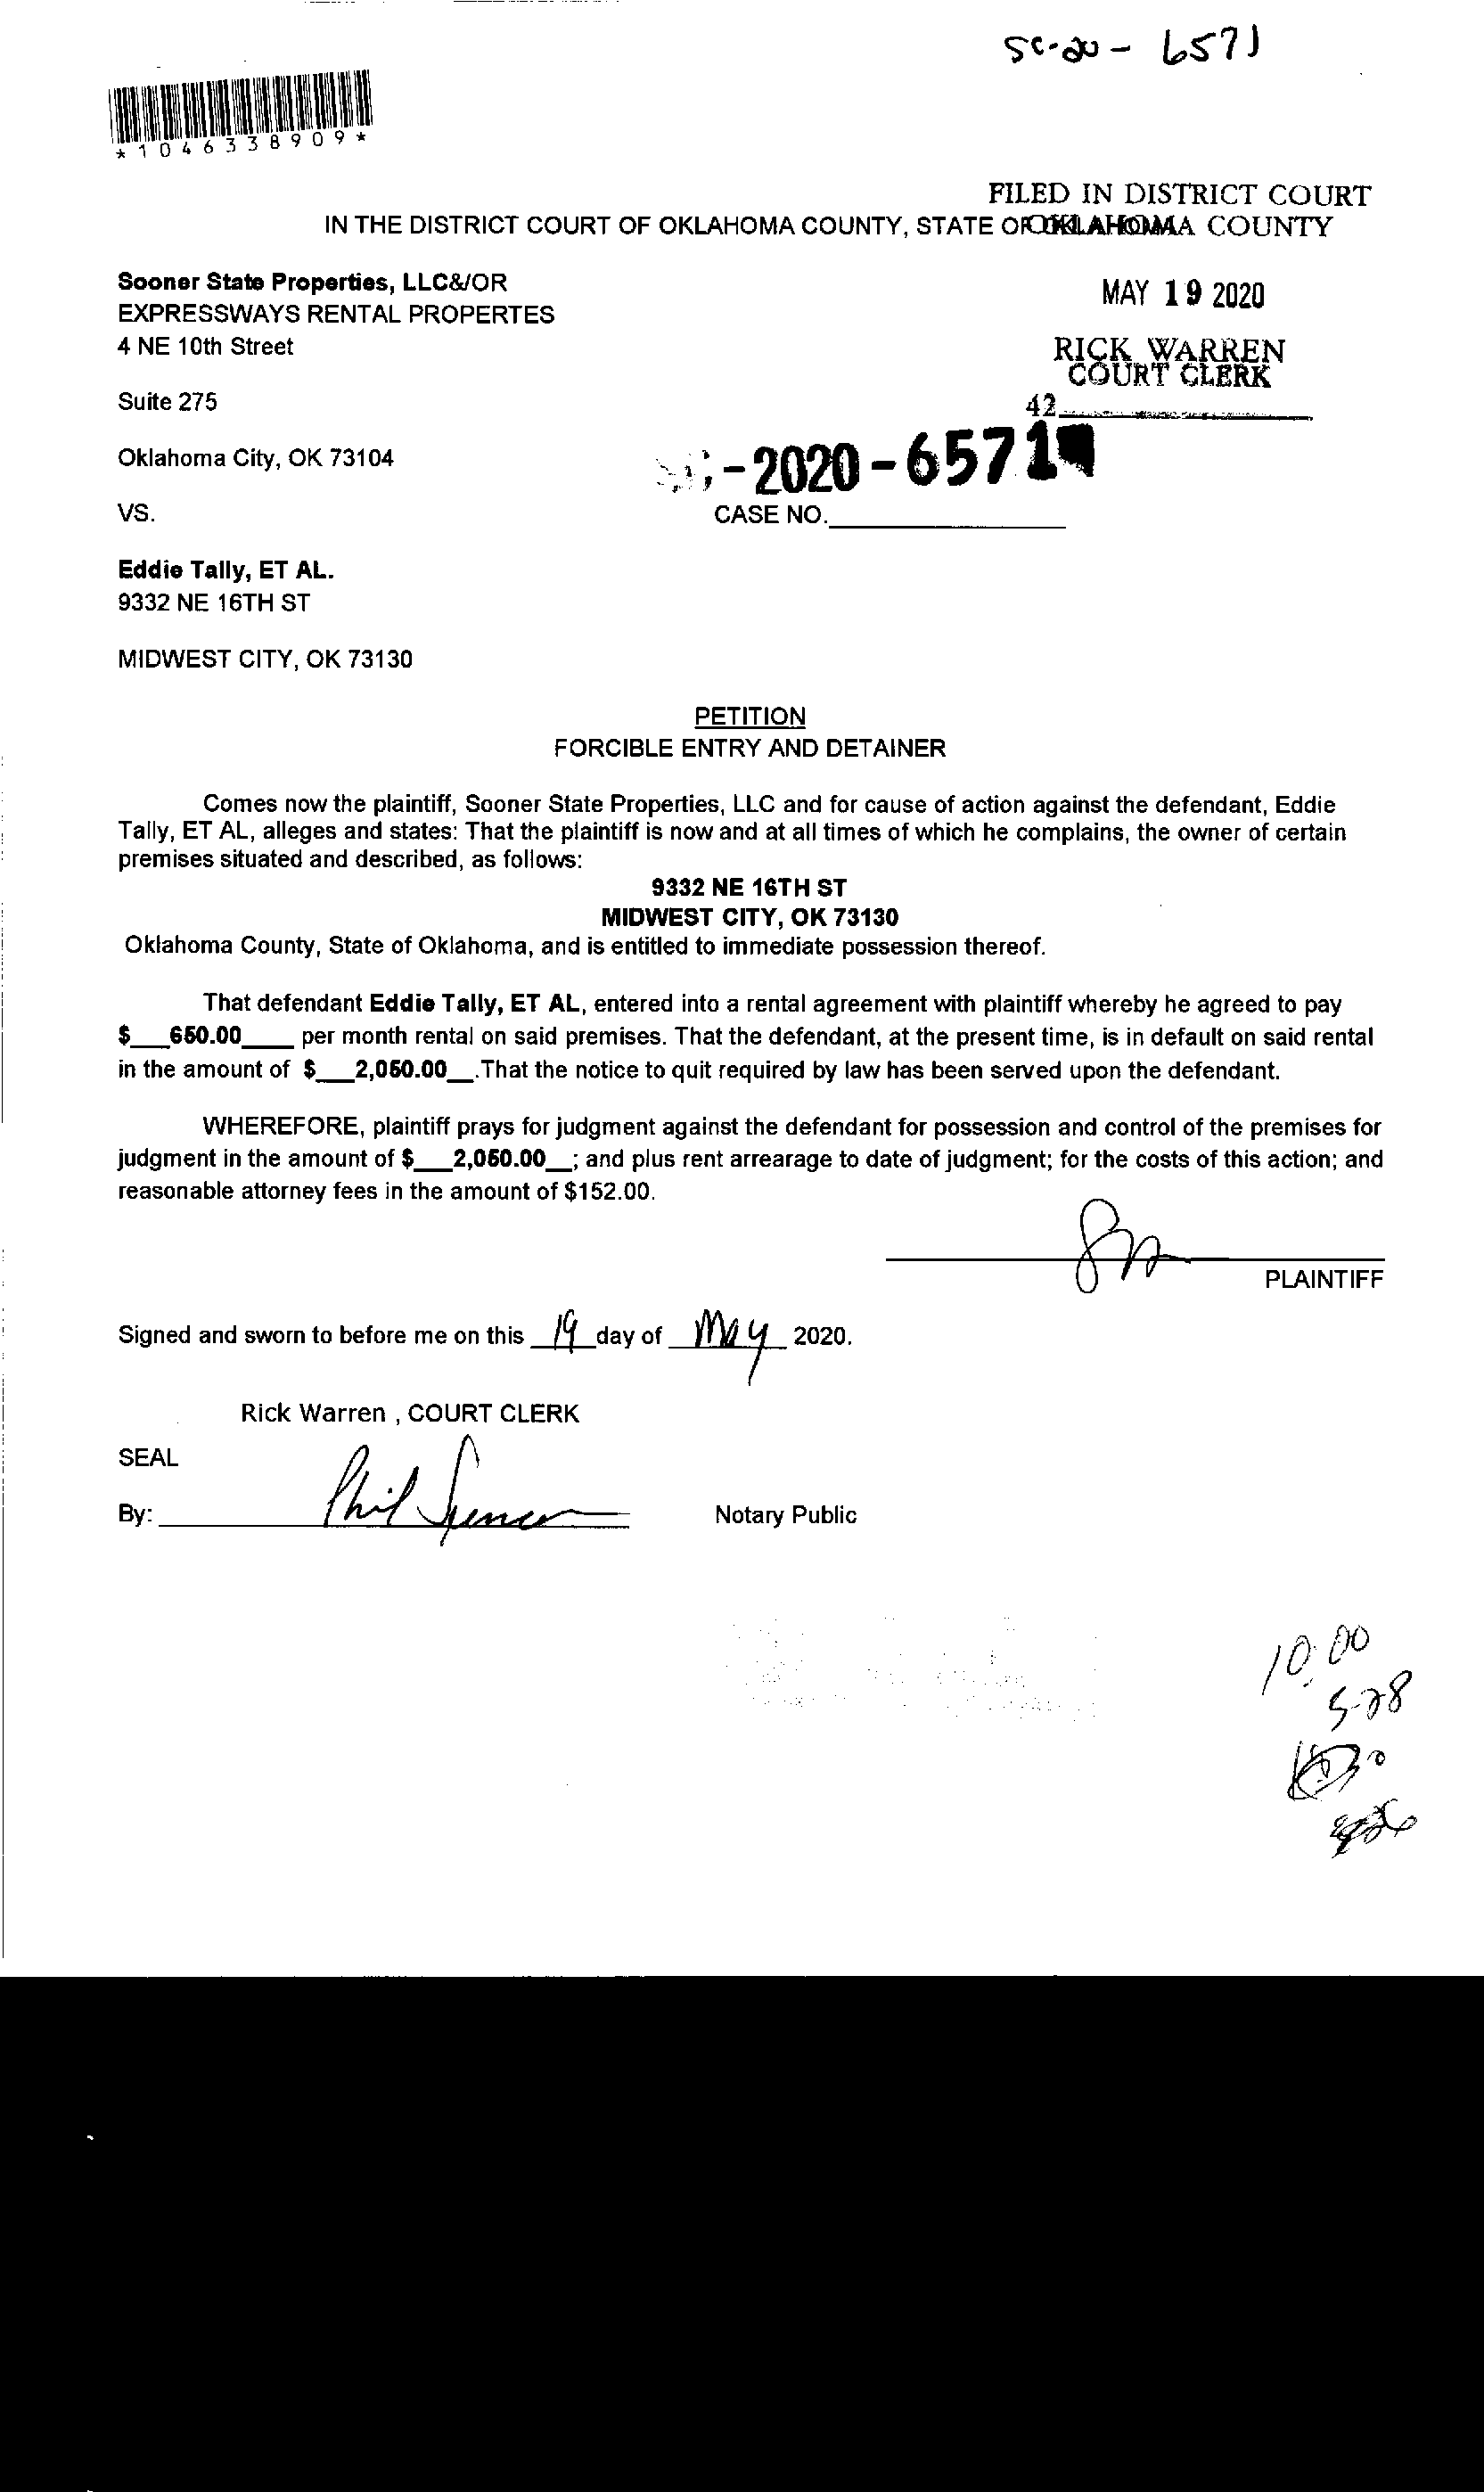 SC-20 - 6571
*1046338909*
FILED IN DISTRICT COURT
OKLAHOMA COUNTY
IN THE DISTRICT COURT OF OKLAHOMA COUNTY, STATE OF
Sooner State Properties, LLC&/OR
EXPRESSWAYS RENTAL PROPERTES
MAY 19 2020
4 NE 10th Street
RICK WARREN
COURT CLERK
Suite 275
42
Oklahoma City, OK 73104
-2020-6571
VS.
CASE NO.
Eddie Tally, ET AL.
9332 NE 16TH ST
MIDWEST CITY, OK 73130
PETITION
FORCIBLE ENTRY AND DETAINER
Comes now the plaintiff, Sooner State Properties, LLC and for cause of action against the defendant, Eddie
Tally, ET AL, alleges and states: That the plaintiff is now and at all times of which he complains, the owner of certain
premises situated and described, as follows:
9332 NE 16TH ST
MIDWEST CITY, OK 73130
Oklahoma County, State of Oklahoma, and is entitled to immediate possession thereof.
That defendant Eddie Tally, ET AL, entered into a rental agreement with plaintiff whereby he agreed to pay
$___650.00____ per month rental on said premises. That the defendant, at the present time, is in default on said rental
in the amount of $___2,050.00__.That the notice to quit required by law has been served upon the defendant.
WHEREFORE, plaintiff prays for judgment against the defendant for possession and control of the premises for
judgment in the amount of $___2,050.00__; and plus rent arrearage to date of judgment; for the costs of this action; and
reasonable attorney fees in the amount of $152.00.
PLAINTIFF
Signed and sworn to before me on this 19 day of May 2020.
Rick Warren , COURT CLERK
SEAL
By: Phil Spencer
Notary Public
10.00
5-28